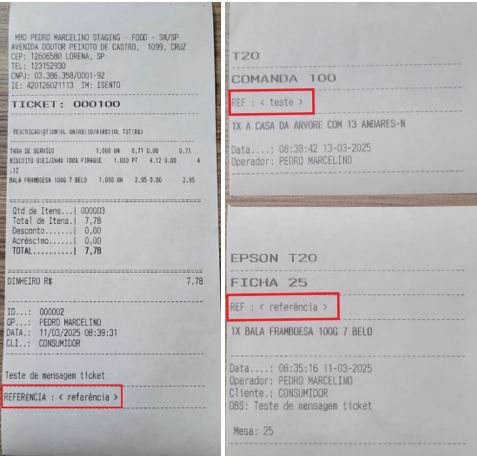 MBD PEDRO MARCELINO STAGING - FOOD - SN/SP
AVENIDA DOUTOR PEIXOTO DE CASTRO, 1099, CRUZ
CEP: 12606580 LORENA, SP
TEL: 123152930
CNPJ: 03.386.358/0001-92
IE: 420126021113 IM: ISENTO
TICKET: 000100
DESCRICAO|QT|UN|VL UN(R$)|D/A(R$)|VL TOT(R$)
TAXA DE SERVICO 1.000 UN 0.71 0.00 0.71
BISCOITO QUEIJINHO 100G PIRAQUE 1.000 PT 4.12 0.00 4
.12
BALA FRAMBOESA 100G 7 BELO 1.000 UN 2.95 0.00 2.95
Qtd de Itens...| 000003
Total de Itens.| 7,78
Desconto.......| 0,00
Acréscimo......| 0,00
TOTAL..........| 7,78
DINHEIRO R$ 7,78
ID...: 000002
OP...: PEDRO MARCELINO
DATA.: 11/03/2025 08:39:31
CLI..: CONSUMIDOR
Teste de mensagem ticket
REFERENCIA : < referência >
T20
COMANDA 100
REF : < teste >
1X A CASA DA ARVORE COM 13 ANDARES-N
Data....: 08:38:42 13-03-2025
Operador: PEDRO MARCELINO
EPSON T20
FICHA 25
REF : < referência >
1X BALA FRAMBOESA 100G 7 BELO
Data....: 08:35:16 11-03-2025
Operador: PEDRO MARCELINO
Cliente.: CONSUMIDOR
OBS: Teste de mensagem ticket
Mesa: 25